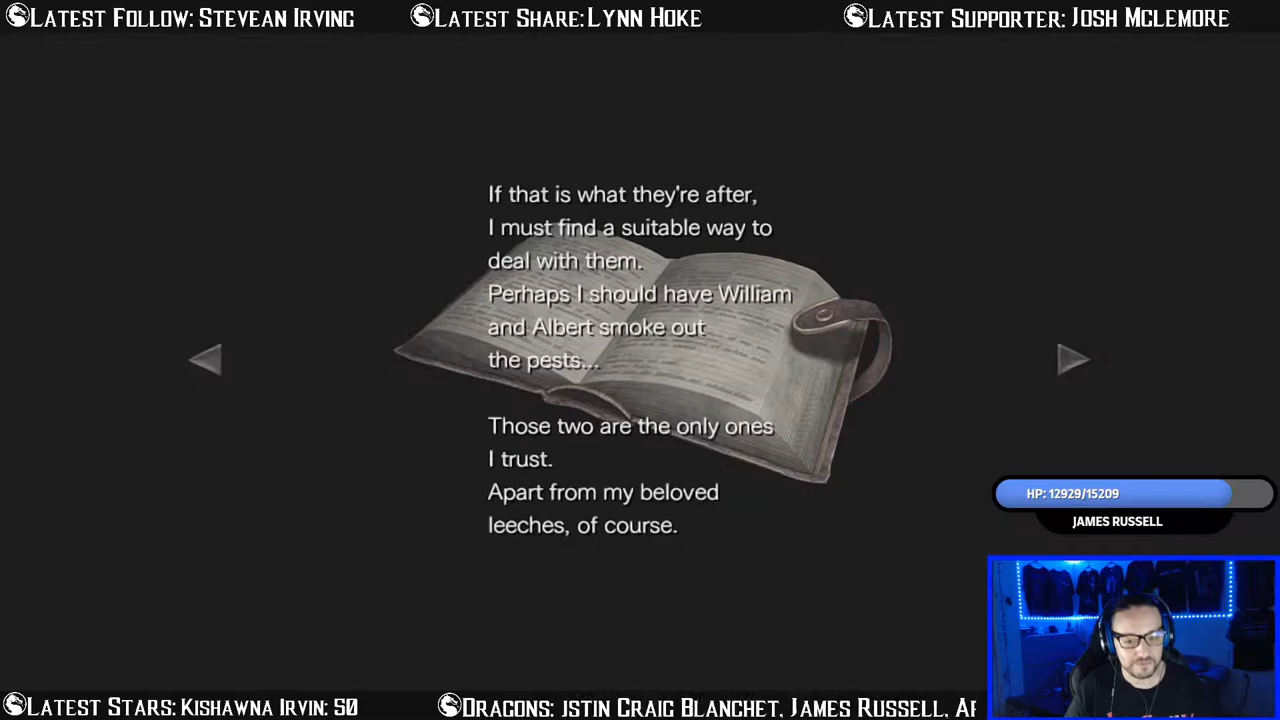 Latest Follow: Stevean Irving
Latest Share: Lynn Hoke
Latest Supporter: Josh Mclemore
If that is what they're after,
I must find a suitable way to
deal with them.
Perhaps I should have William
and Albert smoke out
the pests...
Those two are the only ones
I trust.
Apart from my beloved
leeches, of course.
HP: 12929/15209
JAMES RUSSELL
Latest Stars: Kishawna Irvin: 50
Dragons: Justin Craig Blanchet, James Russell,